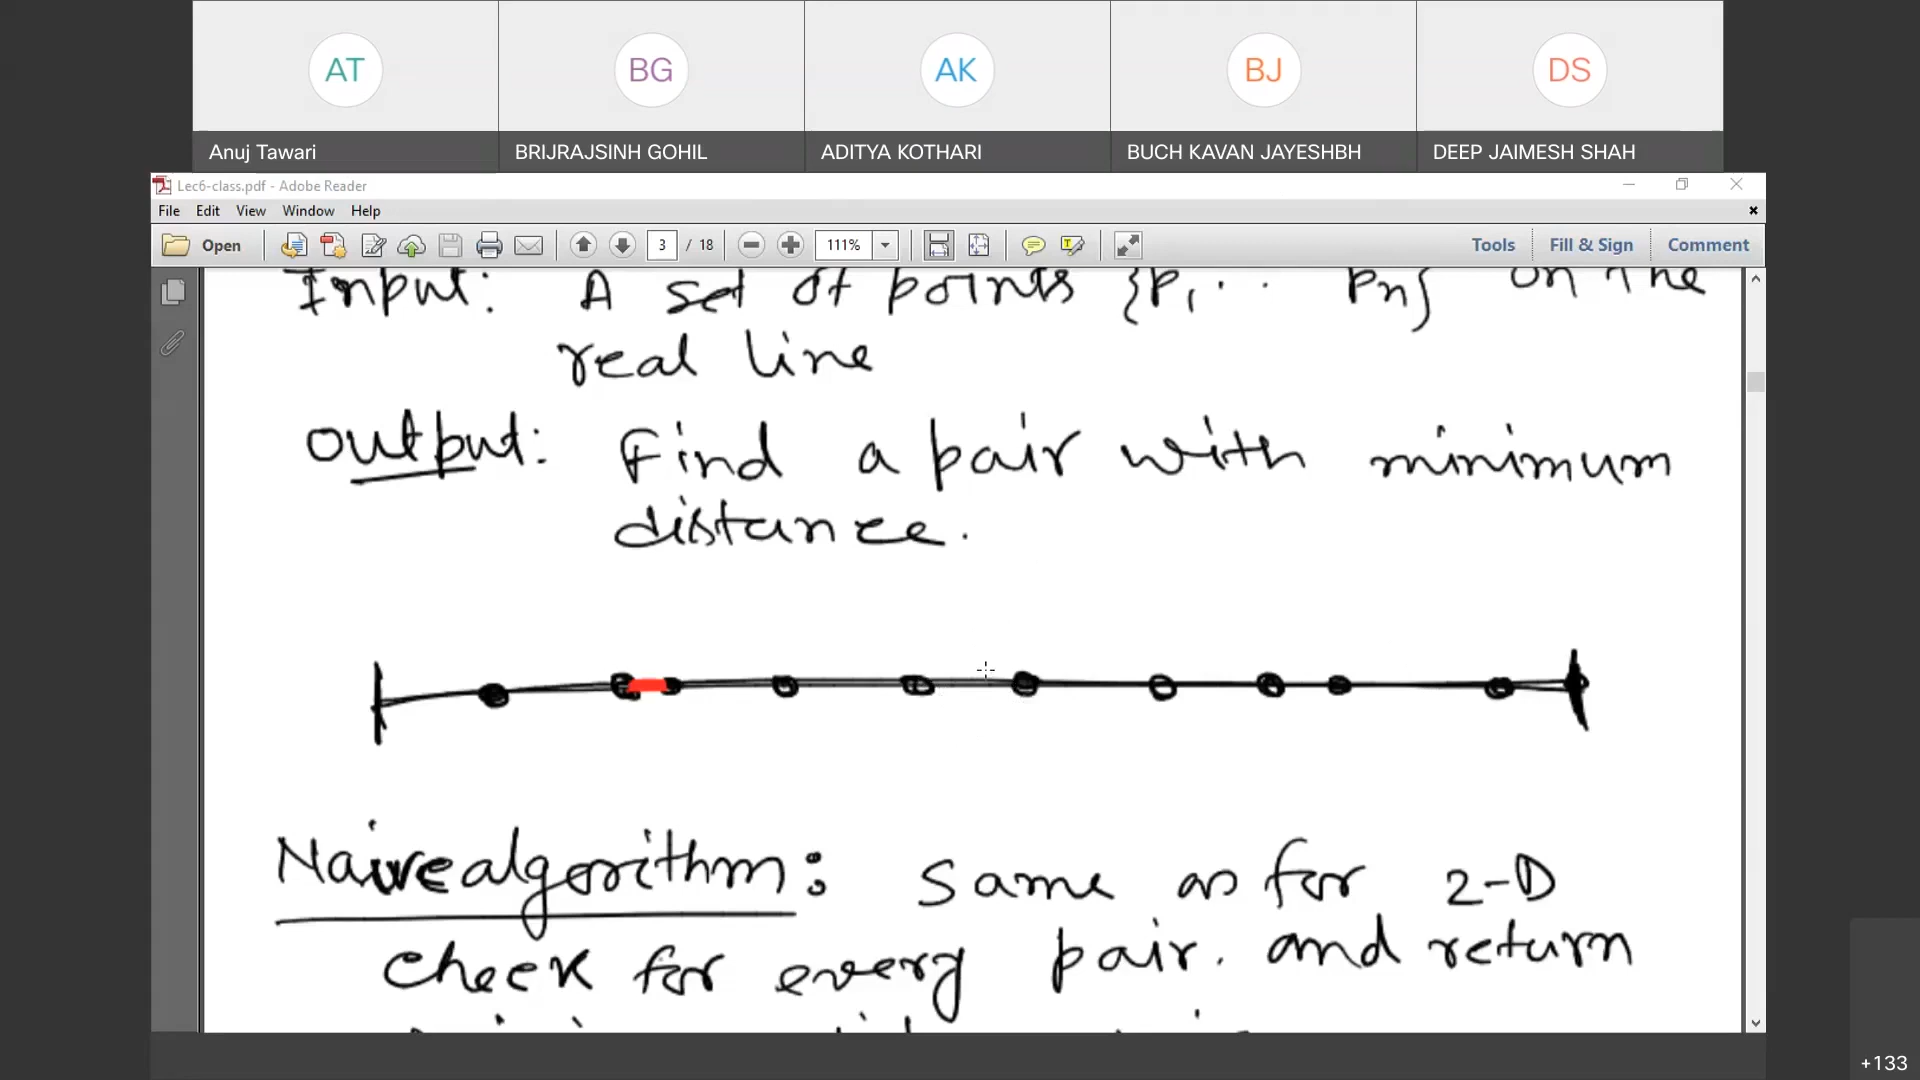 AT BG AK BJ DS
Anuj Tawari BRIJRAJSINH GOHIL ADITYA KOTHARI BUCH KAVAN JAYESHBH DEEP JAIMESH SHAH
Lec6-class.pdf - Adobe Reader
File Edit View Window Help
Open 3 / 18 111% Tools Fill & Sign Comment
Input: A set of points {P1 . . Pn} on the
real line
Output: Find a pair with minimum
distance.
Naive algorithm: Same as for 2-D
check for every pair. and return
+133